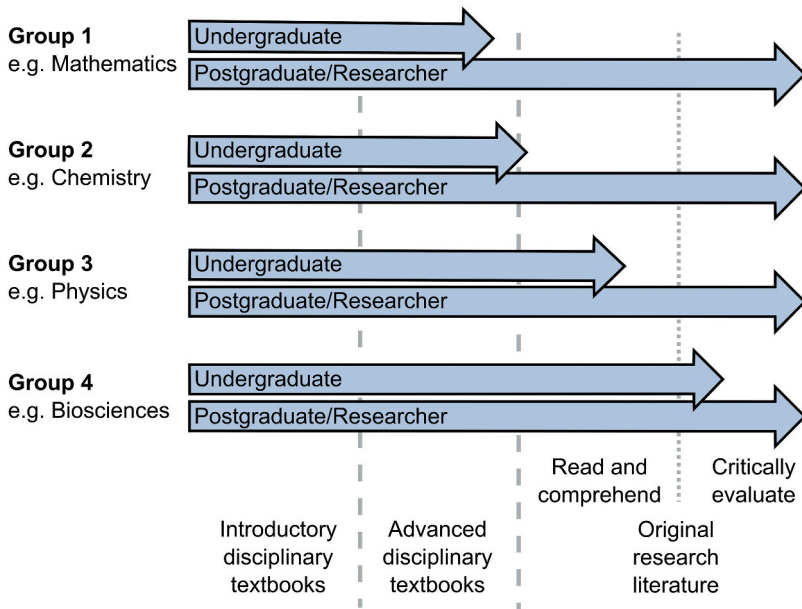 Group 1
e.g. Mathematics
Undergraduate
Postgraduate/Researcher
Group 2
e.g. Chemistry
Undergraduate
Postgraduate/Researcher
Group 3
e.g. Physics
Undergraduate
Postgraduate/Researcher
Group 4
e.g. Biosciences
Undergraduate
Postgraduate/Researcher
Read and
comprehend
Critically
evaluate
Introductory
disciplinary
textbooks
Advanced
disciplinary
textbooks
Original
research
literature